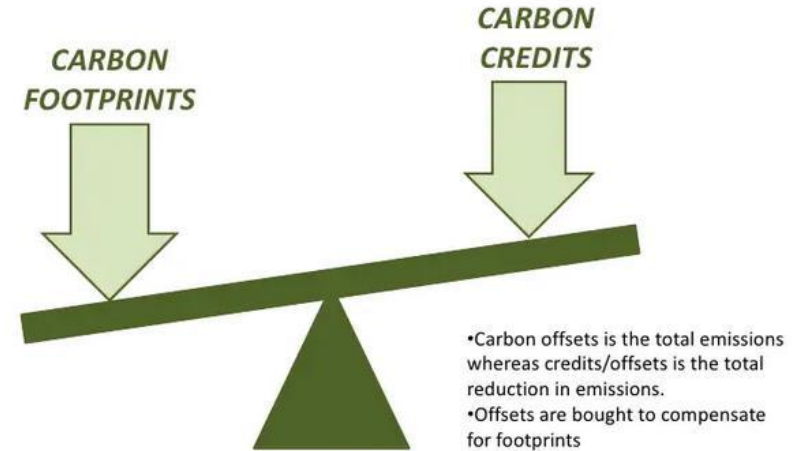 CARBON
FOOTPRINTS
CARBON
CREDITS
•Carbon offsets is the total emissions
whereas credits/offsets is the total
reduction in emissions.
•Offsets are bought to compensate
for footprints